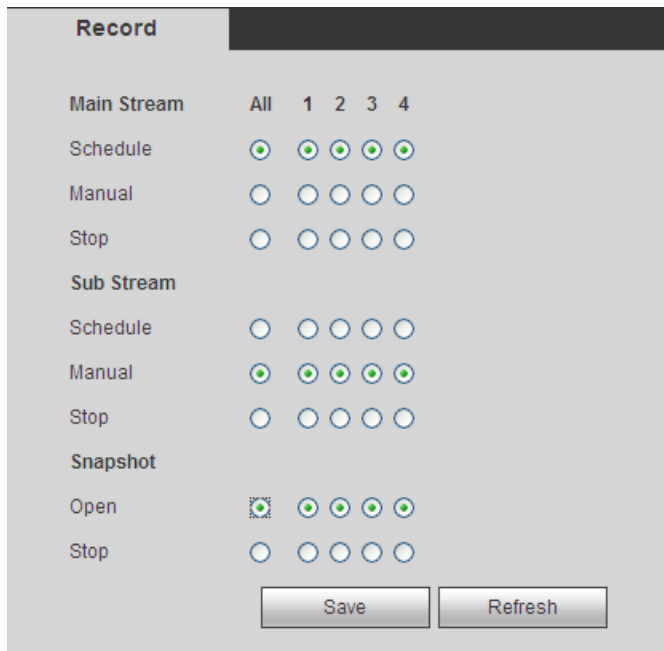 Record
Main Stream All 1 2 3 4
Schedule
Manual
Stop
Sub Stream
Schedule
Manual
Stop
Snapshot
Open
Stop
Save Refresh